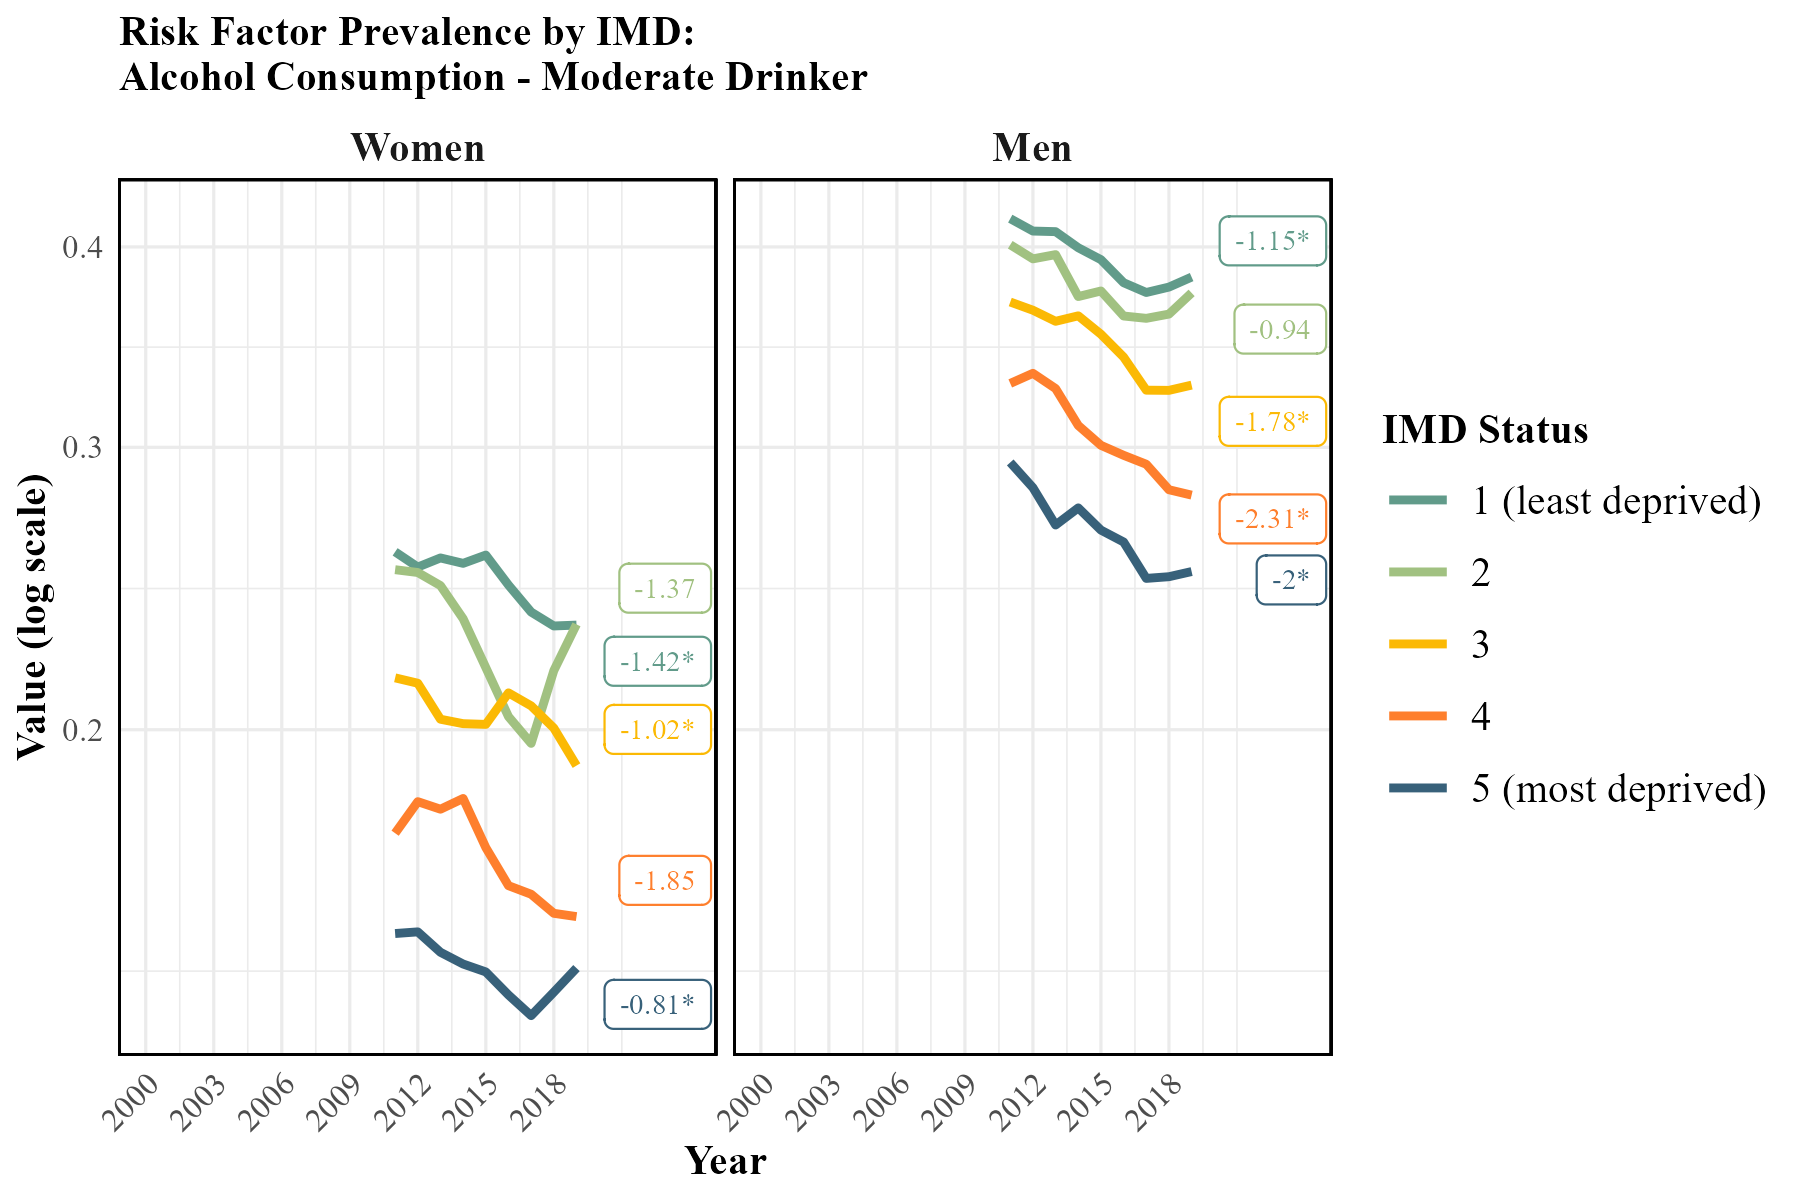 Risk Factor Prevalence by IMD:
Alcohol Consumption - Moderate Drinker
Women
Men
Value (log scale)
0.4
0.3
0.2
-1.37
-1.42*
-1.02*
-1.85
-0.81*
-1.15*
-0.94
-1.78*
-2.31*
-2*
2000 2003 2006 2009 2012 2015 2018
2000 2003 2006 2009 2012 2015 2018
Year
IMD Status
1 (least deprived)
2
3
4
5 (most deprived)